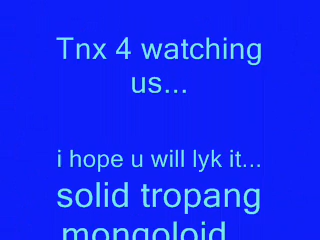 Tnx 4 watching
us...
i hope u will lyk it...
solid tropang
mongoloid